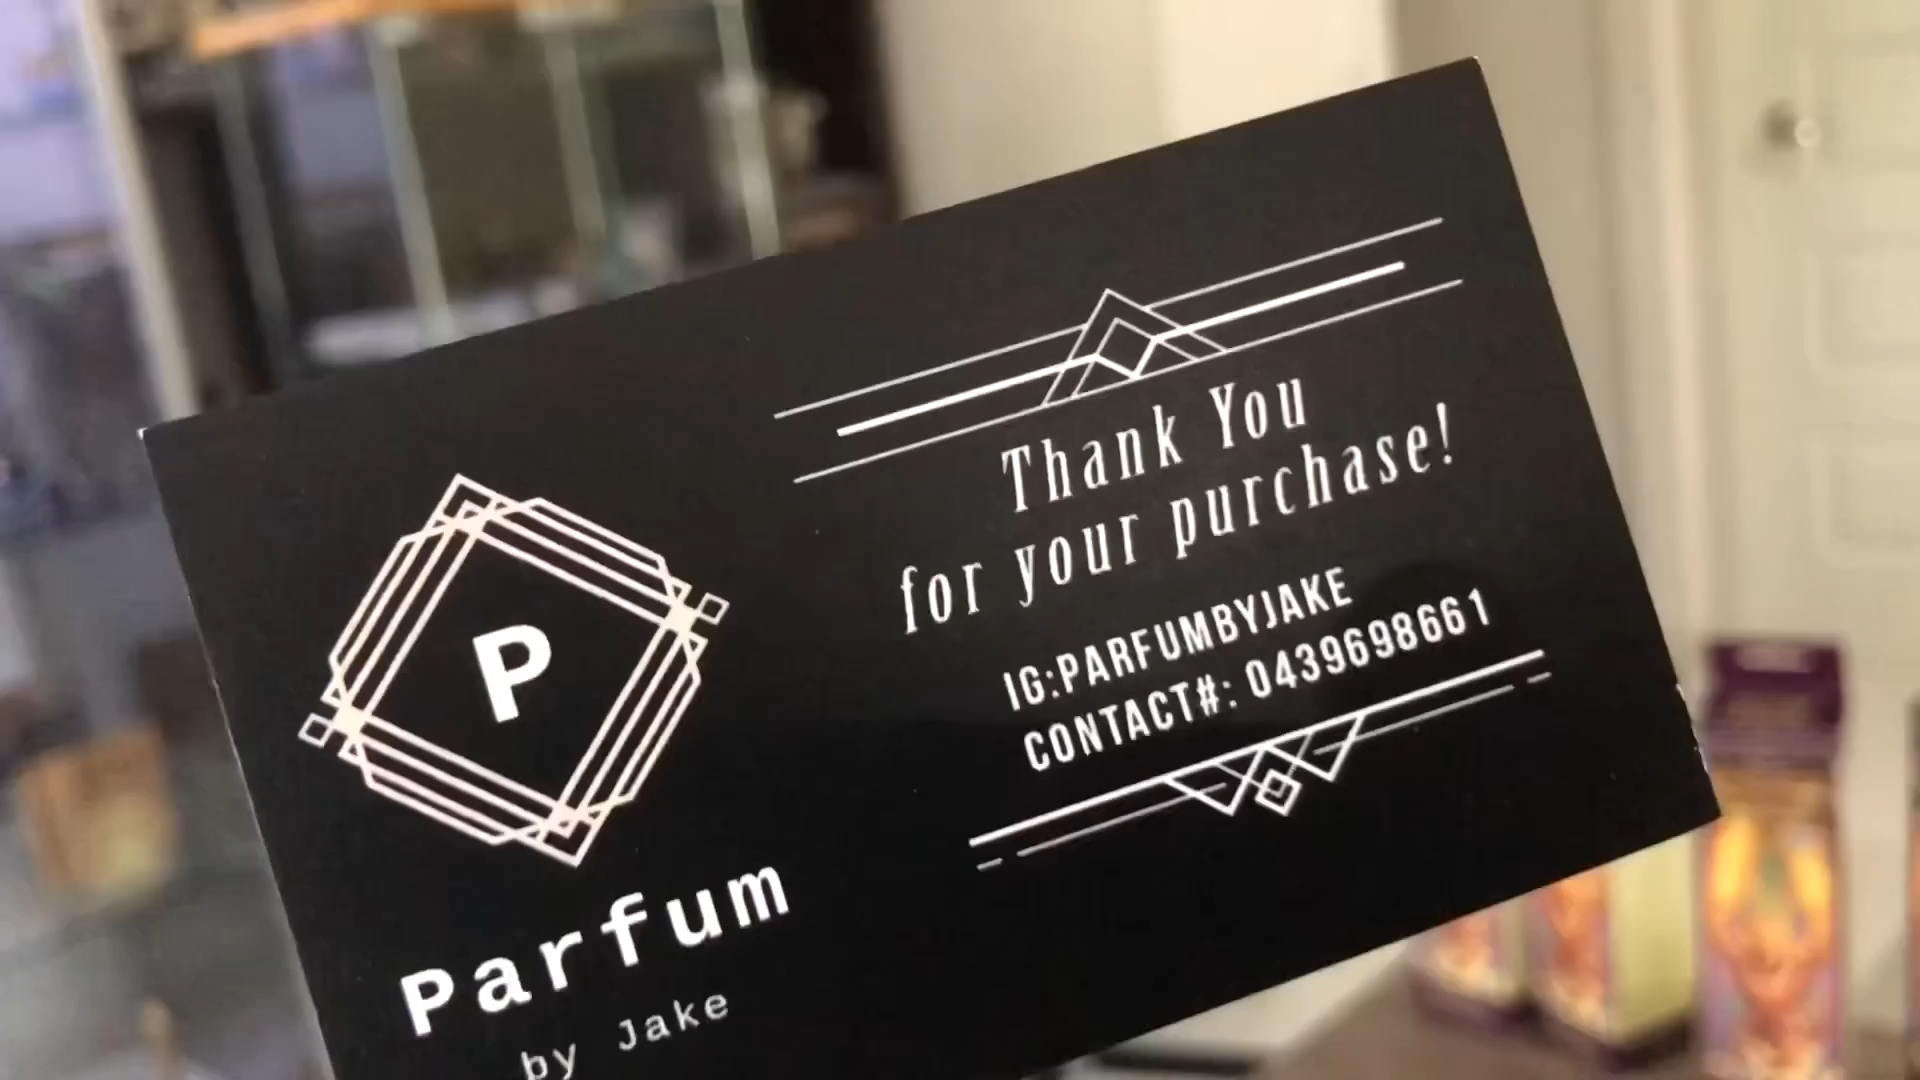 P
Parfum
by Jake
Thank You
for your purchase!
IG:PARFUMBYJAKE
CONTACT#: 0439698661